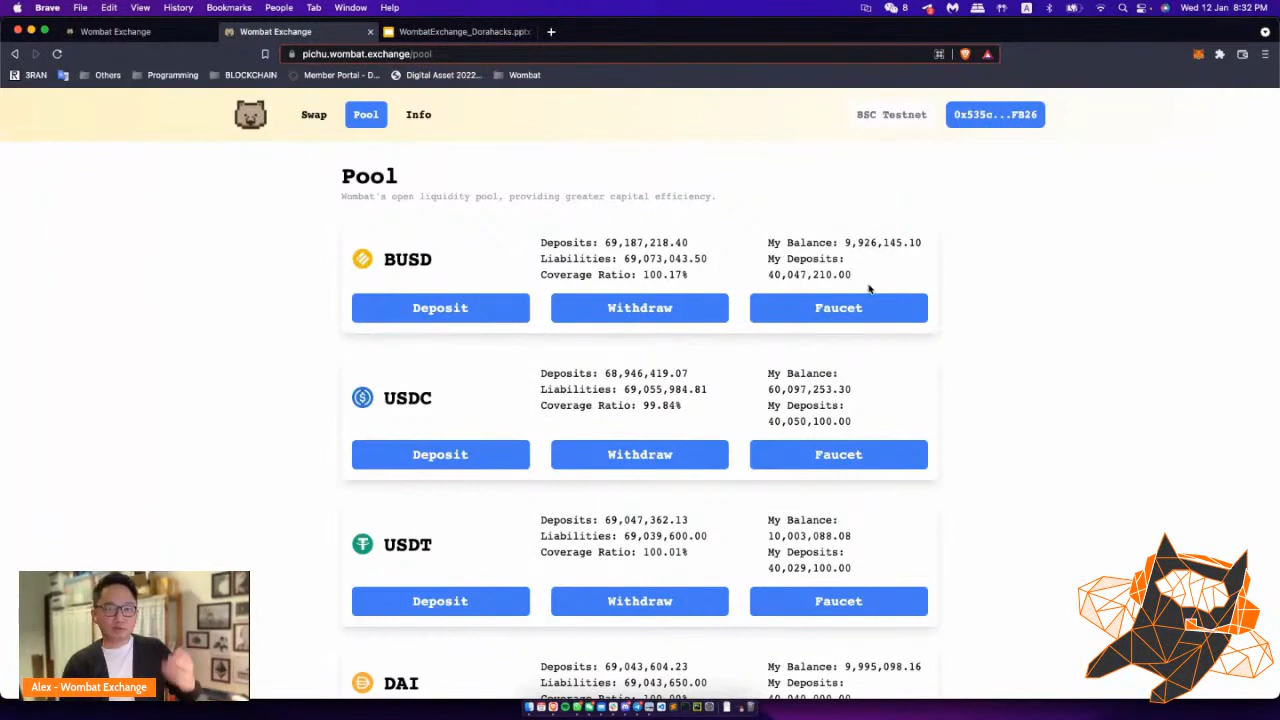 Brave File Edit View History Bookmarks People Tab Window Help
8 A Wed 12 Jan 8:32 PM
Wombat Exchange
Wombat Exchange
WombatExchange_Dorahacks.pptx
pichu.wombat.exchange/pool
3RAN Others Programming BLOCKCHAIN Member Portal - D... Digital Asset 2022... Wombat
Swap Pool Info BSC Testnet 0x535c...FB26
Pool
Wombat's open liquidity pool, providing greater capital efficiency.
BUSD
Deposits: 69,187,218.40
Liabilities: 69,073,043.50
Coverage Ratio: 100.17%
My Balance: 9,926,145.10
My Deposits:
40,047,210.00
Deposit Withdraw Faucet
USDC
Deposits: 68,946,419.07
Liabilities: 69,055,984.81
Coverage Ratio: 99.84%
My Balance:
60,097,253.30
My Deposits:
40,050,100.00
Deposit Withdraw Faucet
USDT
Deposits: 69,047,362.13
Liabilities: 69,039,600.00
Coverage Ratio: 100.01%
My Balance:
10,003,088.08
My Deposits:
40,029,100.00
Deposit Withdraw Faucet
DAI
Deposits: 69,043,604.23
Liabilities: 69,043,650.00
My Balance: 9,995,098.16
My Deposits:
Alex - Wombat Exchange